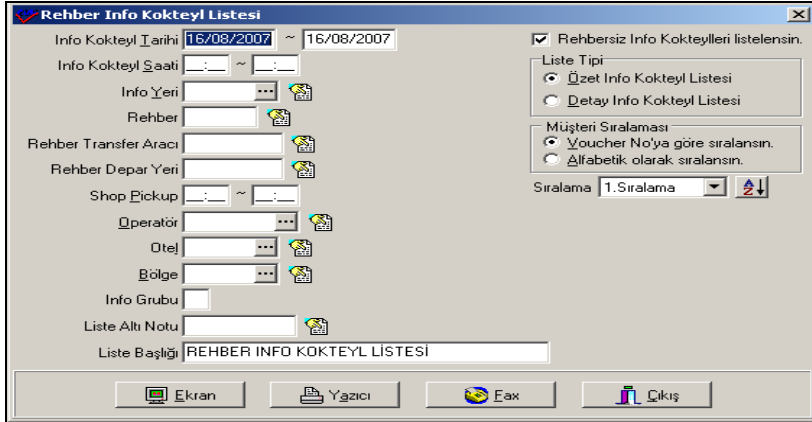 Rehber Info Kokteyl Listesi
Info Kokteyl Tarihi 16/08/2007 ~ 16/08/2007
Rehbersiz Info Kokteylleri listelensin.
Info Kokteyl Saati __:__ ~ __:__
Liste Tipi
Info Yeri ...
Özet Info Kokteyl Listesi
Rehber
Detay Info Kokteyl Listesi
Rehber Transfer Aracı
Müşteri Sıralaması
Voucher No'ya göre sıralansın.
Rehber Depar Yeri
Alfabetik olarak sıralansın.
Shop Pickup __:__ ~ __:__
Sıralama 1.Sıralama
Operatör ...
Otel ...
Bölge ...
Info Grubu
Liste Altı Notu
Liste Başlığı REHBER INFO KOKTEYL LİSTESİ
Ekran Yazıcı Fax Çıkış